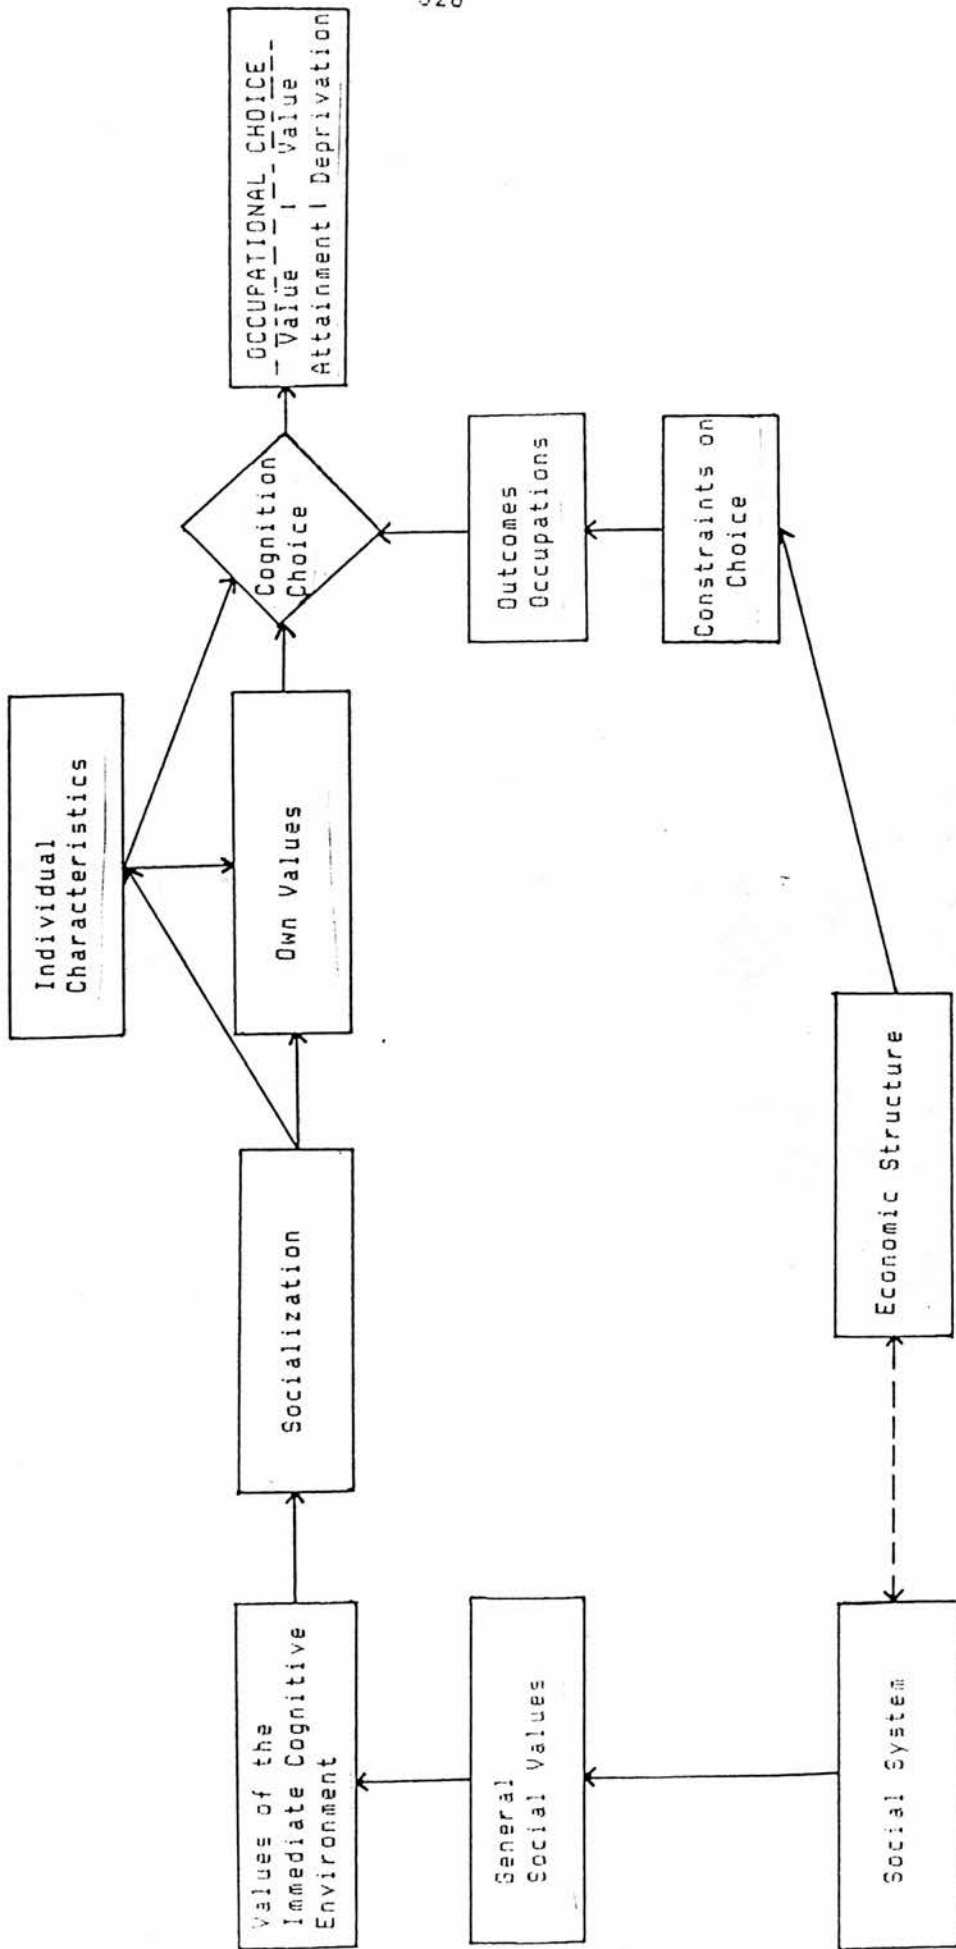 Individual
Characteristics
Values of the
Immediate Cognitive
Environment
Socialization
Own Values
Cognition
Choice
OCCUPATIONAL CHOICE
Value | Value
Attainment | Deprivation
General
Social Values
Outcomes
Occupations
Social System
Economic Structure
Constraints on
Choice